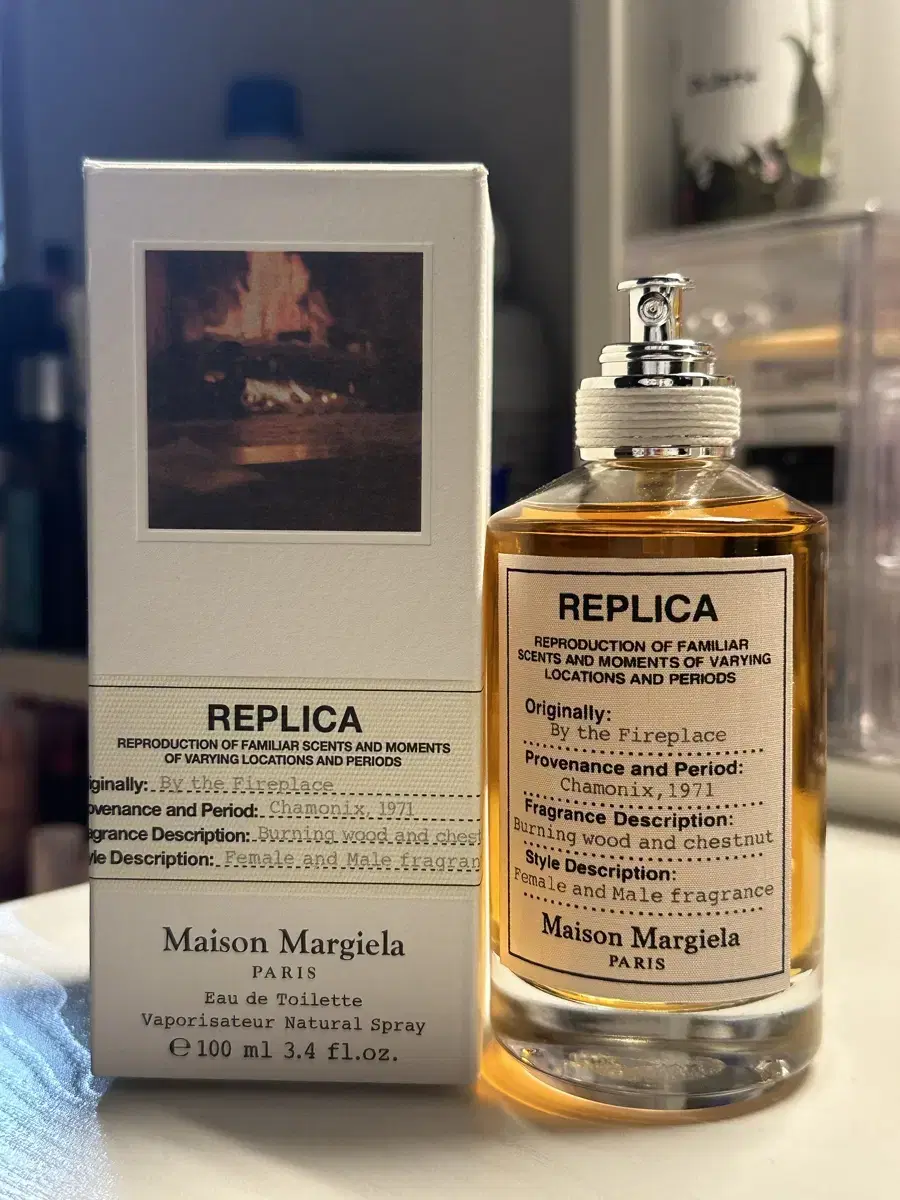 REPLICA
REPRODUCTION OF FAMILIAR SCENTS AND MOMENTS
OF VARYING LOCATIONS AND PERIODS
iginally: By the Fireplace
ovenance and Period: Chamonix, 1971
agrance Description: Burning wood and chest
yle Description: Female and Male fragran
Maison Margiela
PARIS
Eau de Toilette
Vaporisateur Natural Spray
℮ 100 ml 3.4 fl.oz.
REPLICA
REPRODUCTION OF FAMILIAR
SCENTS AND MOMENTS OF VARYING
LOCATIONS AND PERIODS
Originally:
By the Fireplace
Provenance and Period:
Chamonix, 1971
Fragrance Description:
Burning wood and chestnut
Style Description:
Female and Male fragrance
Maison Margiela
PARIS